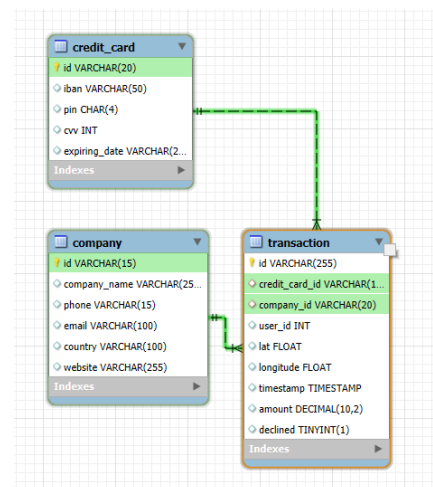 credit_card
id VARCHAR(20)
iban VARCHAR(50)
pin CHAR(4)
cvv INT
expiring_date VARCHAR(2...
Indexes
company
id VARCHAR(15)
company_name VARCHAR(25...
phone VARCHAR(15)
email VARCHAR(100)
country VARCHAR(100)
website VARCHAR(255)
Indexes
transaction
id VARCHAR(255)
credit_card_id VARCHAR(1...
company_id VARCHAR(20)
user_id INT
lat FLOAT
longitude FLOAT
timestamp TIMESTAMP
amount DECIMAL(10,2)
declined TINYINT(1)
Indexes